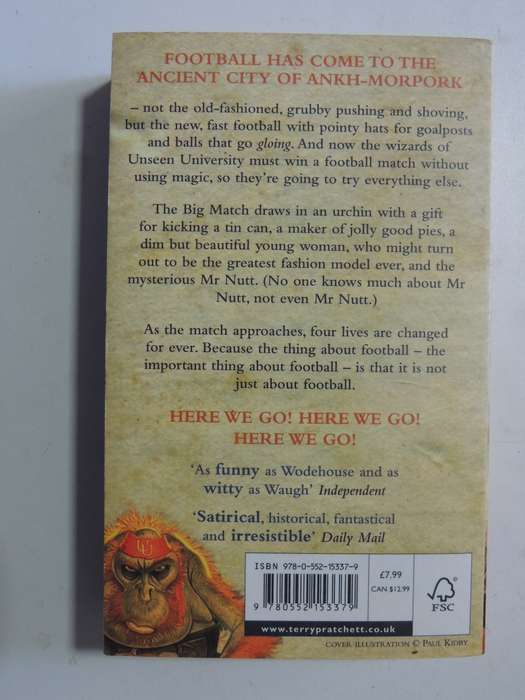 FOOTBALL HAS COME TO THE
ANCIENT CITY OF ANKH-MORPORK
– not the old-fashioned, grubby pushing and shoving,
but the new, fast football with pointy hats for goalposts
and balls that go gloing. And now the wizards of
Unseen University must win a football match without
using magic, so they're going to try everything else.
The Big Match draws in an urchin with a gift
for kicking a tin can, a maker of jolly good pies, a
dim but beautiful young woman, who might turn
out to be the greatest fashion model ever, and the
mysterious Mr Nutt. (No one knows much about Mr
Nutt, not even Mr Nutt.)
As the match approaches, four lives are changed
for ever. Because the thing about football – the
important thing about football – is that it is not
just about football.
HERE WE GO! HERE WE GO!
HERE WE GO!
'As funny as Wodehouse and as
witty as Waugh' Independent
'Satirical, historical, fantastical
and irresistible' Daily Mail
UU
ISBN 978-0-552-15337-9
9 780552 153379
£7.99
CAN $12.99
FSC
www.terrypratchett.co.uk
COVER ILLUSTRATION © PAUL KIDBY